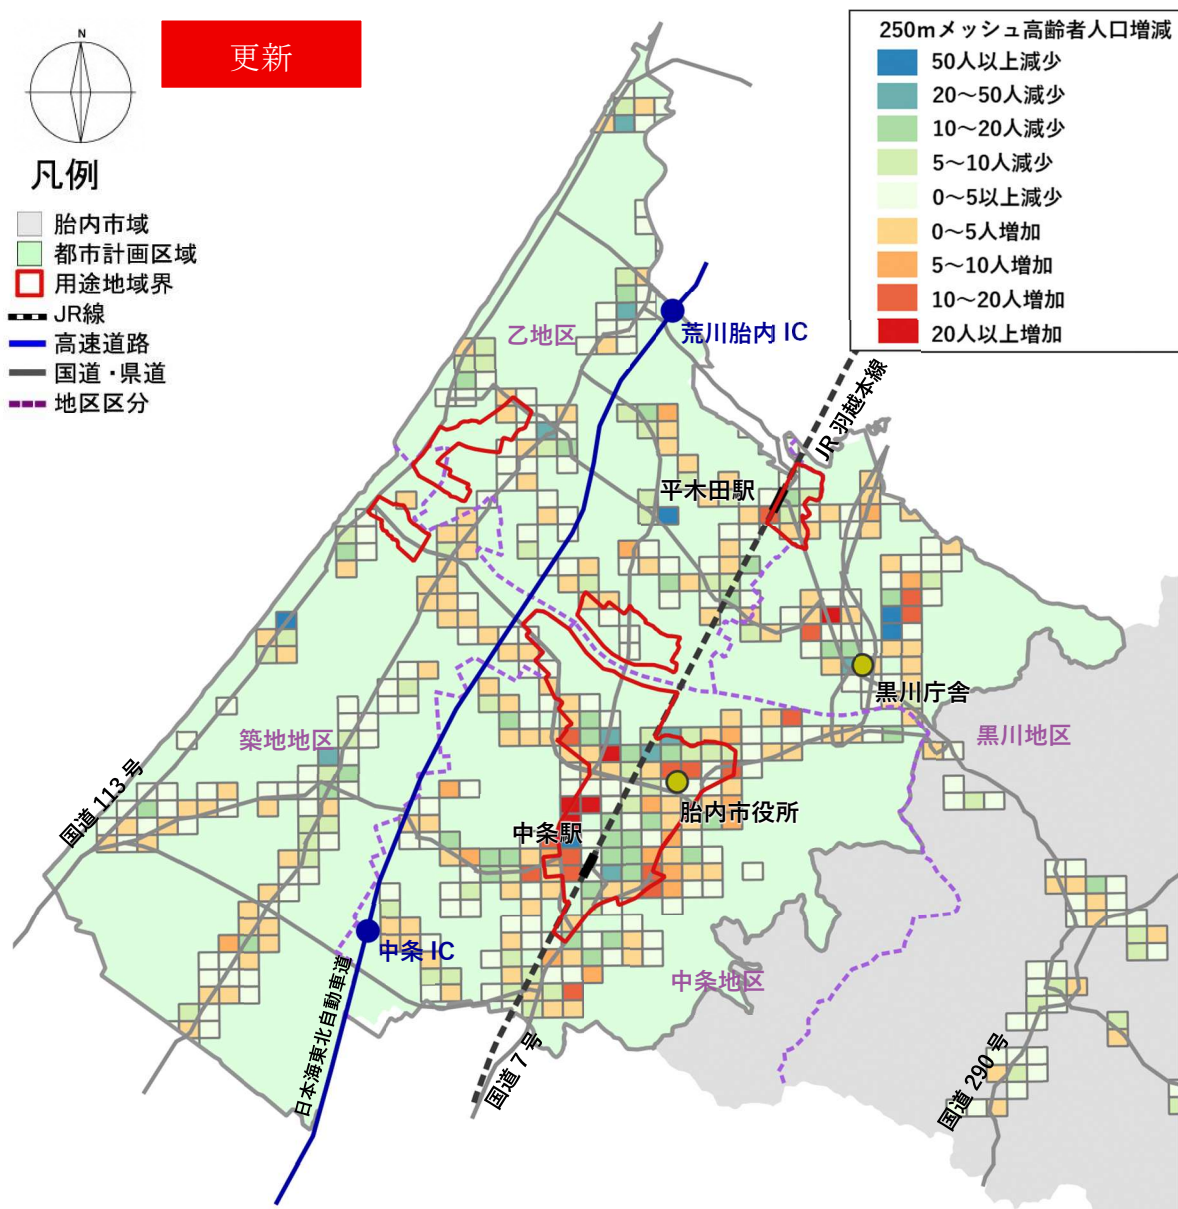 N
更新
凡例
胎内市域
都市計画区域
用途地域界
JR線
高速道路
国道・県道
地区区分
250mメッシュ高齢者人口増減
50人以上減少
20～50人減少
10～20人減少
5～10人減少
0～5以上減少
0～5人増加
5～10人増加
10～20人増加
20人以上増加
乙地区
荒川胎内 IC
JR 羽越本線
平木田駅
黒川庁舎
黒川地区
築地地区
国道 113 号
胎内市役所
中条駅
中条 IC
中条地区
日本海東北自動車道
国道 7 号
国道 290 号